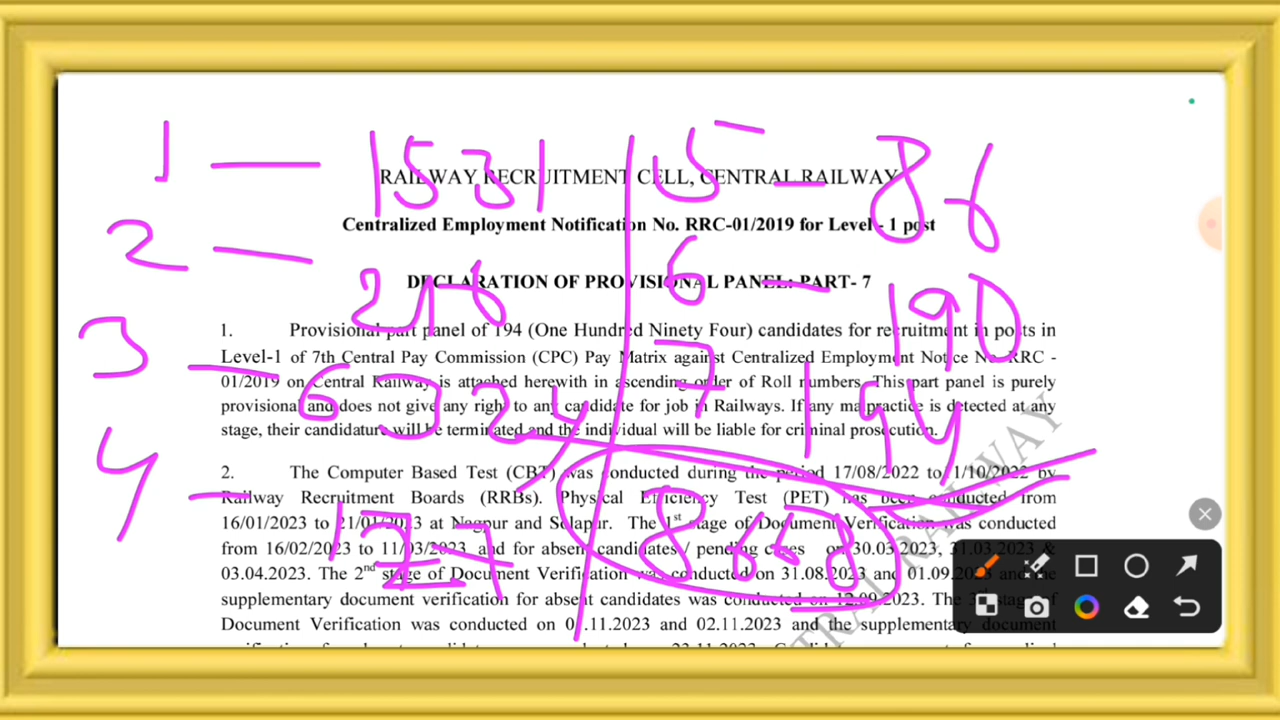 1 — 1531
5 — 86
RAILWAY RECRUITMENT CELL, CENTRAL RAILWAY
2 — 216
Centralized Employment Notification No. RRC-01/2019 for Level - 1 post
6 — 190
DECLARATION OF PROVISIONAL PANEL: PART- 7
3 — 6324
7 194
1. Provisional part panel of 194 (One Hundred Ninety Four) candidates for recruitment in posts in
Level-1 of 7th Central Pay Commission (CPC) Pay Matrix against Centralized Employment Notice No. RRC -
01/2019 on Central Railway is attached herewith in ascending order of Roll numbers. This part panel is purely
provisional and does not give any right to any candidate for job in Railways. If any malpractice is detected at any
stage, their candidature will be terminated and the individual will be liable for criminal prosecution.
4 — 127
8668
2. The Computer Based Test (CBT) was conducted during the period 17/08/2022 to by
Railway Recruitment Boards (RRBs). Physical Efficiency Test (PET) has been conducted from
16/01/2023 to 21/01/2023 at Nagpur and Solapur. The 1st stage of Document Verification was conducted
from 16/02/2023 to 11/03/2023 and for absent candidates / pending cases on 30.03.2023, 31.03.2023 &
03.04.2023. The 2nd stage of Document Verification was conducted on 31.08.2023 and 01.09.2023 and the
supplementary document verification for absent candidates was conducted on 12.09.2023. The stage of
Document Verification was conducted on and 02.11.2023 and the supplementary document